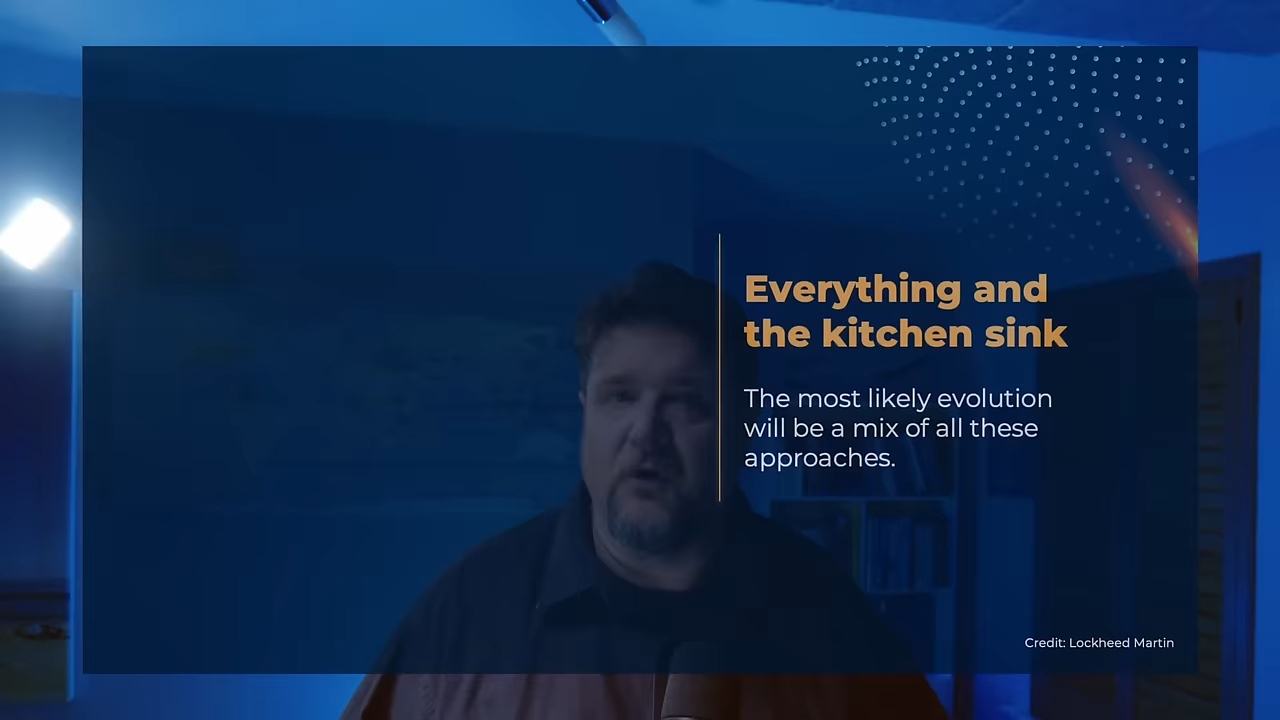 Everything and
the kitchen sink
The most likely evolution
will be a mix of all these
approaches.
Credit: Lockheed Martin